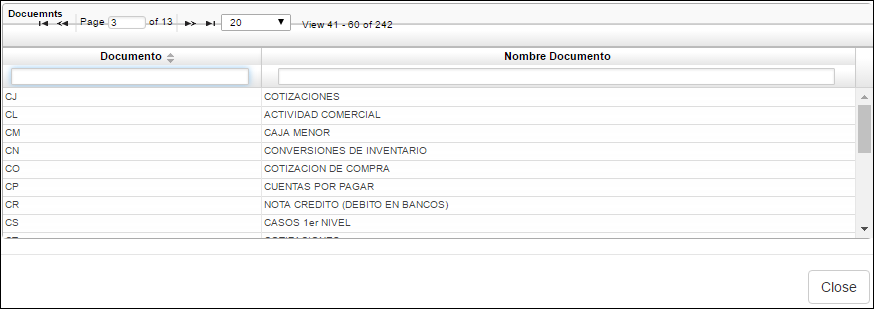 Docuemnts
Page 3 of 13 20 View 41 - 60 of 242
Documento Nombre Documento
CJ COTIZACIONES
CL ACTIVIDAD COMERCIAL
CM CAJA MENOR
CN CONVERSIONES DE INVENTARIO
CO COTIZACION DE COMPRA
CP CUENTAS POR PAGAR
CR NOTA CREDITO (DEBITO EN BANCOS)
CS CASOS 1er NIVEL
Close